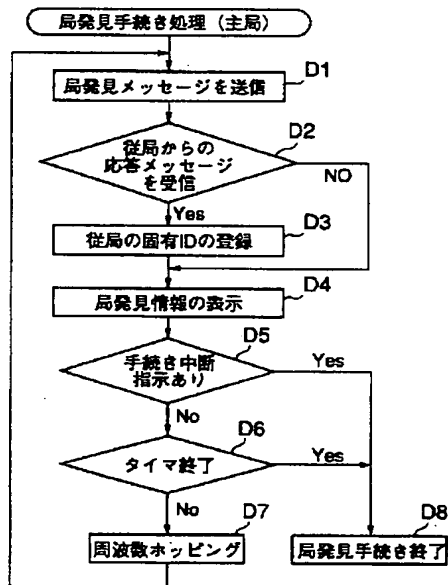 局発見手続き処理（主局）
D1
局発見メッセージを送信
D2
従局からの
応答メッセージ
を受信
NO
Yes
D3
従局の固有IDの登録
D4
局発見情報の表示
D5
手続き中断
指示あり
Yes
No
D6
タイマ終了
Yes
No
D7
周波数ホッピング
D8
局発見手続き終了